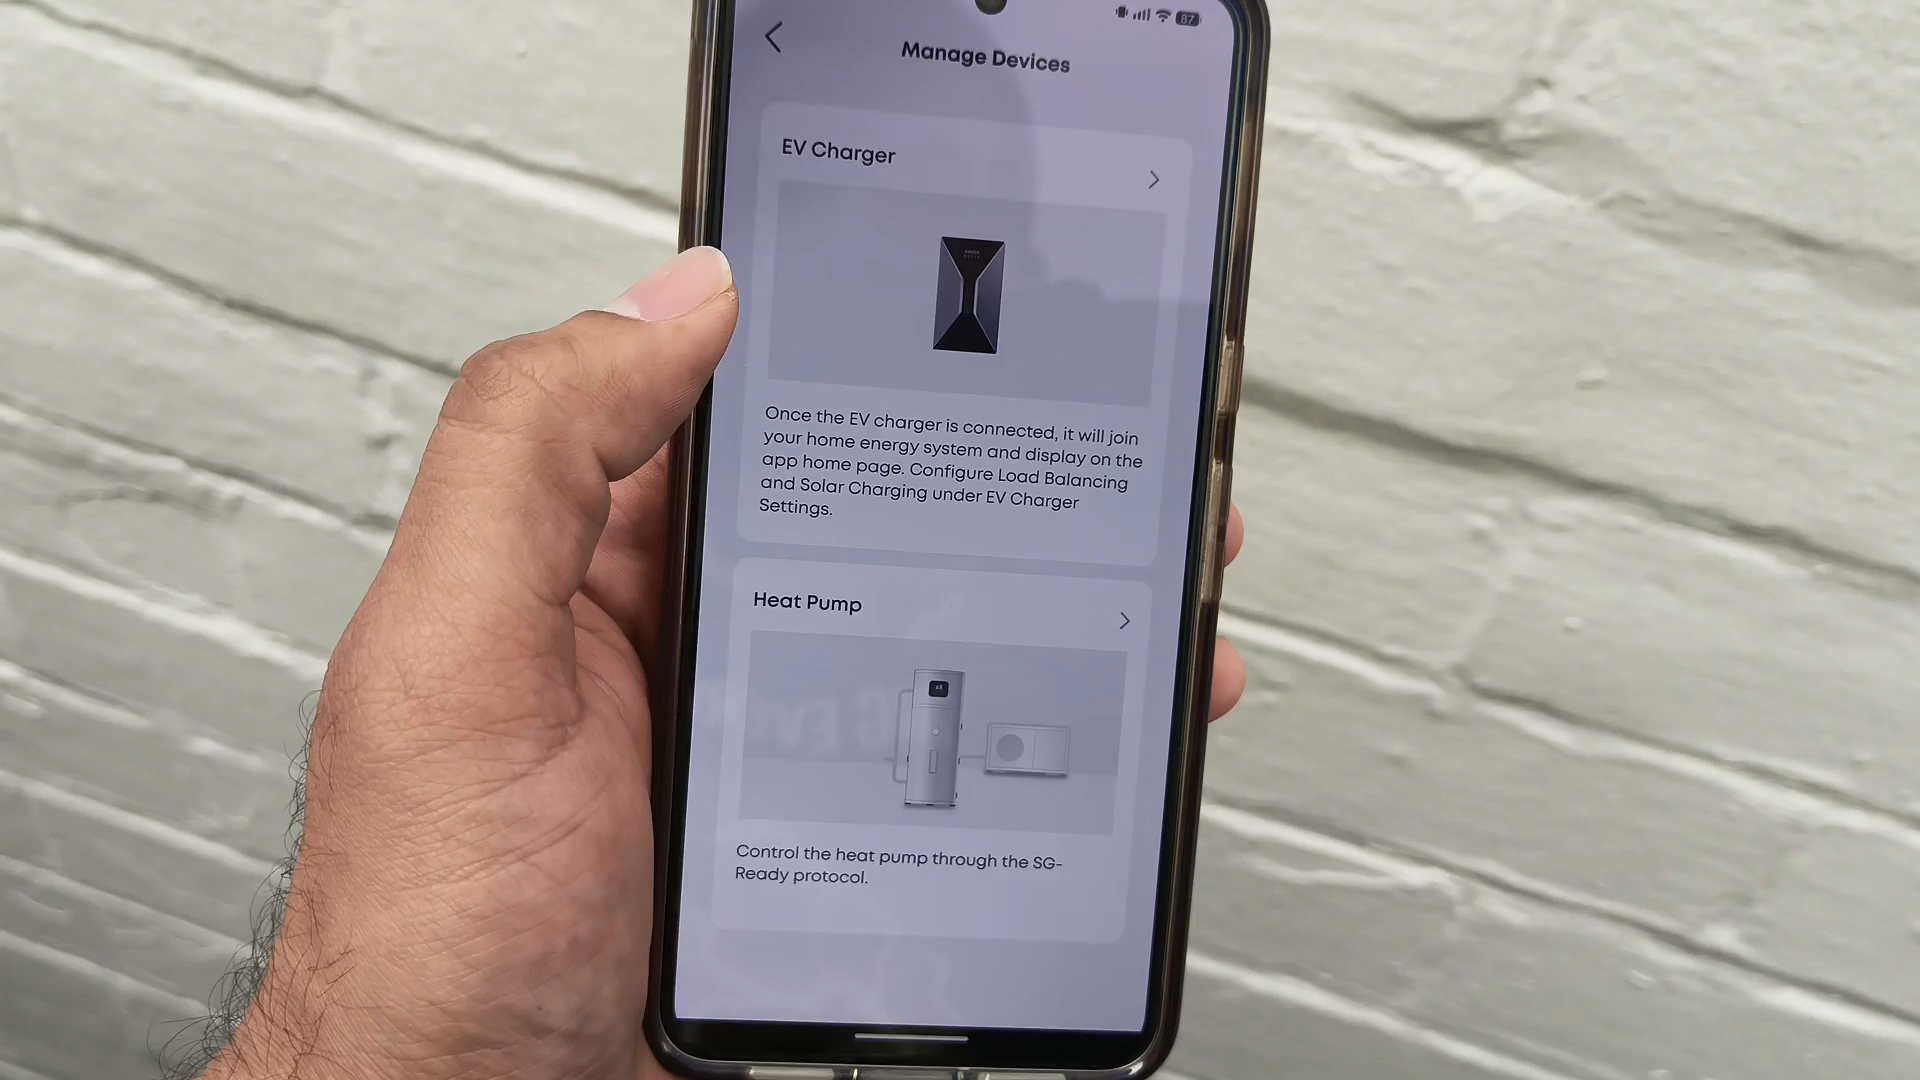 87
Manage Devices
EV Charger
Once the EV charger is connected, it will join
your home energy system and display on the
app home page. Configure Load Balancing
and Solar Charging under EV Charger
Settings.
Heat Pump
Control the heat pump through the SG-
Ready protocol.